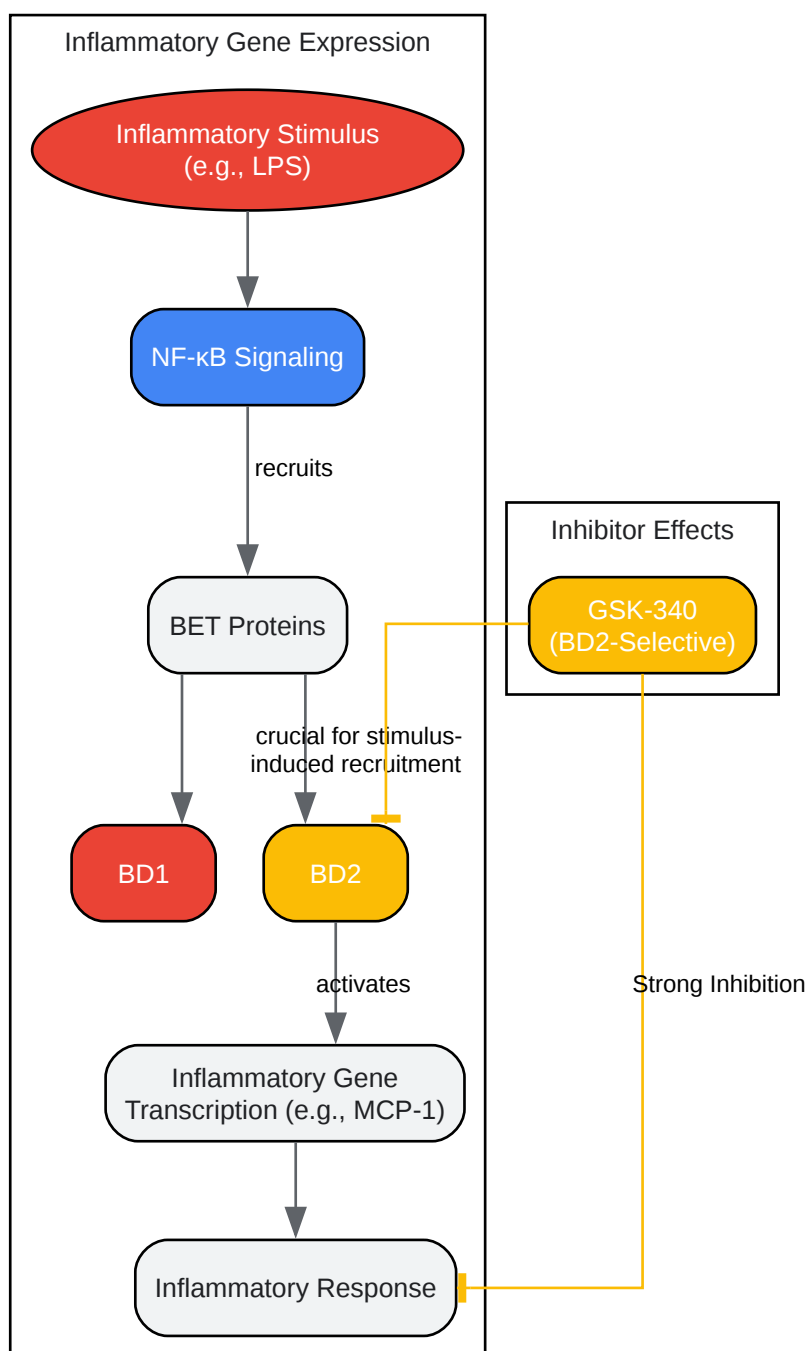 Inflammatory Gene Expression
Inflammatory Stimulus
(e.g., LPS)
NF-κB Signaling
recruits
Inhibitor Effects
GSK-340
(BD2-Selective)
BET Proteins
crucial for stimulus-
induced recruitment
BD1
BD2
activates
Strong Inhibition
Inflammatory Gene
Transcription (e.g., MCP-1)
Inflammatory Response